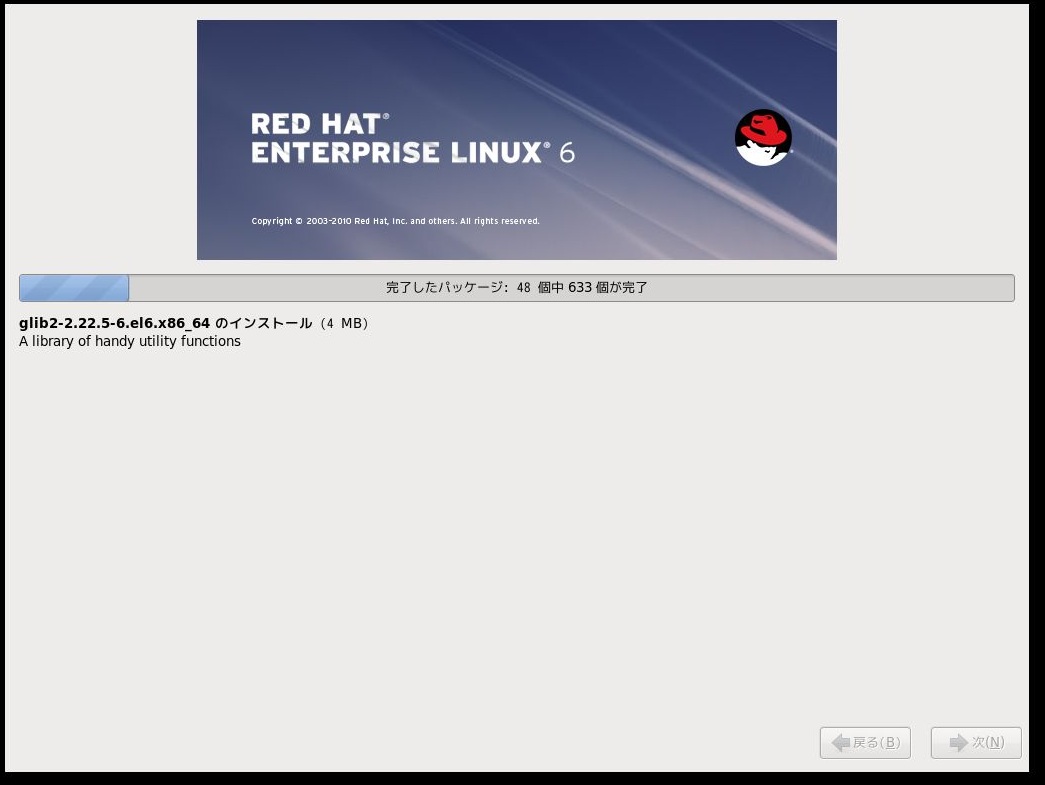 RED HAT®
ENTERPRISE LINUX® 6
Copyright © 2003-2010 Red Hat, Inc. and others. All rights reserved.
完了したパッケージ: 48 個中 633 個が完了
glib2-2.22.5-6.el6.x86_64 のインストール (4 MB)
A library of handy utility functions
戻る(B) 次(N)